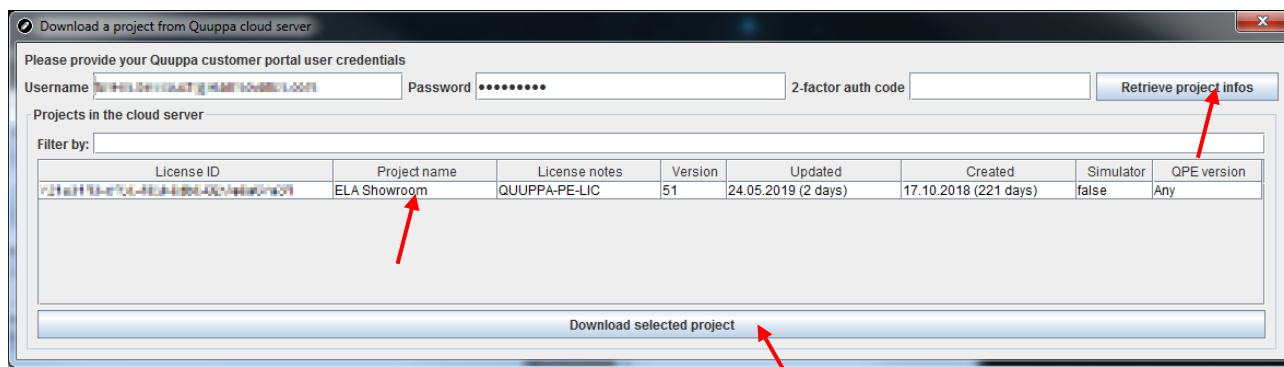 Download a project from Quuppa cloud server
Please provide your Quuppa customer portal user credentials
Username Password ••••••••• 2-factor auth code Retrieve project infos
Projects in the cloud server
Filter by:
License ID Project name License notes Version Updated Created Simulator QPE version
ELA Showroom QUUPPA-PE-LIC 51 24.05.2019 (2 days) 17.10.2018 (221 days) false Any
Download selected project